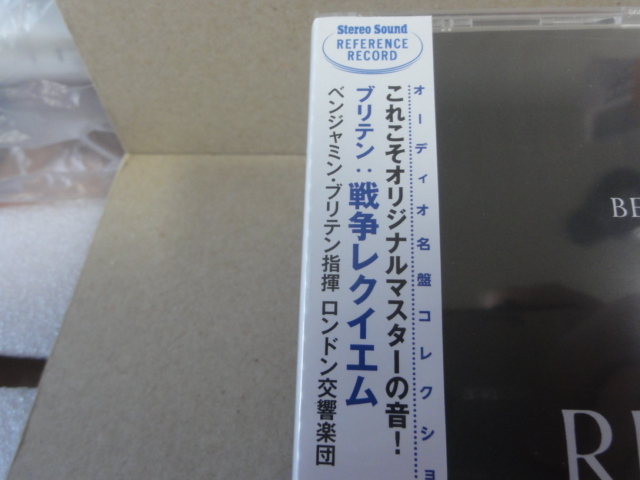 Stereo Sound
REFERENCE
RECORD
オーディオ名盤コレクショ
これこそオリジナルマスターの音!
ブリテン:戦争レクイエム
ベンジャミン・ブリテン指揮 ロンドン交響楽団
BE
R